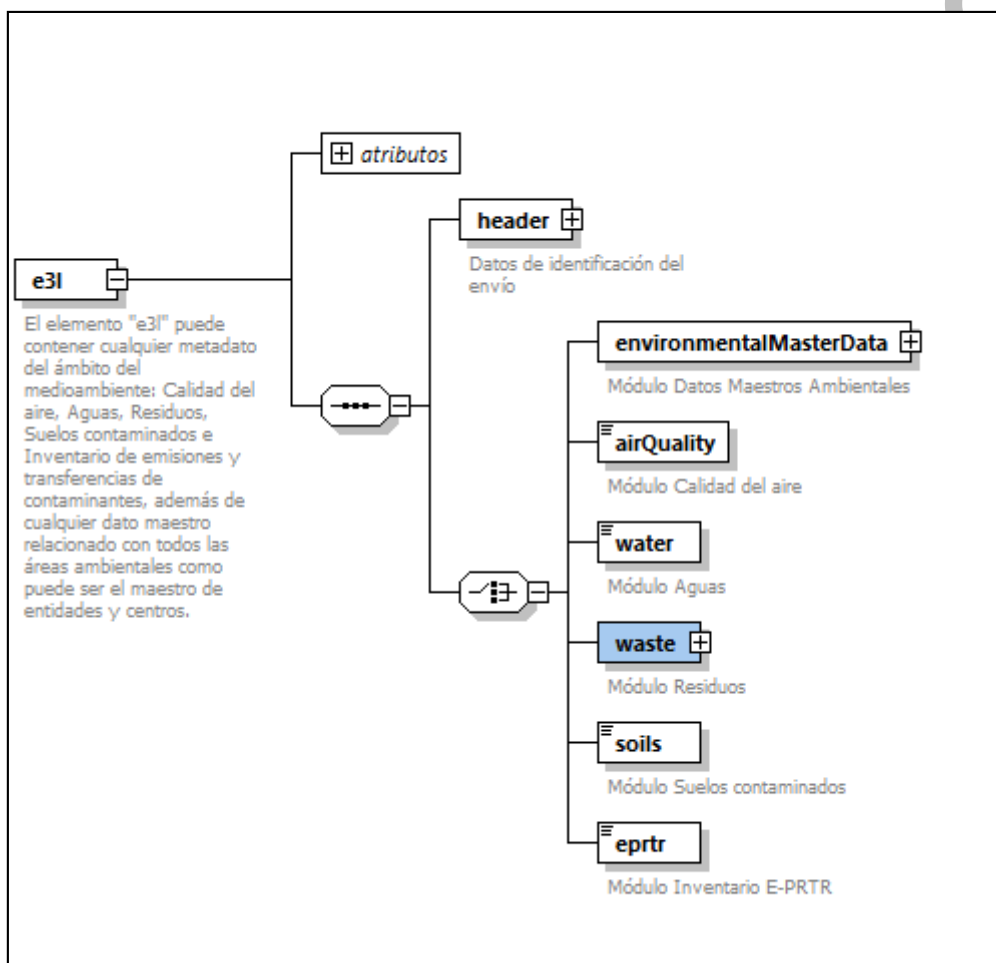 atributos
header
Datos de identificación del
envío
e3l
El elemento "e3l" puede
contener cualquier metadato
del ámbito del
medioambiente: Calidad del
aire, Aguas, Residuos,
Suelos contaminados e
Inventario de emisiones y
transferencias de
contaminantes, además de
cualquier dato maestro
relacionado con todos las
áreas ambientales como
puede ser el maestro de
entidades y centros.
environmentalMasterData
Módulo Datos Maestros Ambientales
airQuality
Módulo Calidad del aire
water
Módulo Aguas
waste
Módulo Residuos
soils
Módulo Suelos contaminados
eprtr
Módulo Inventario E-PRTR